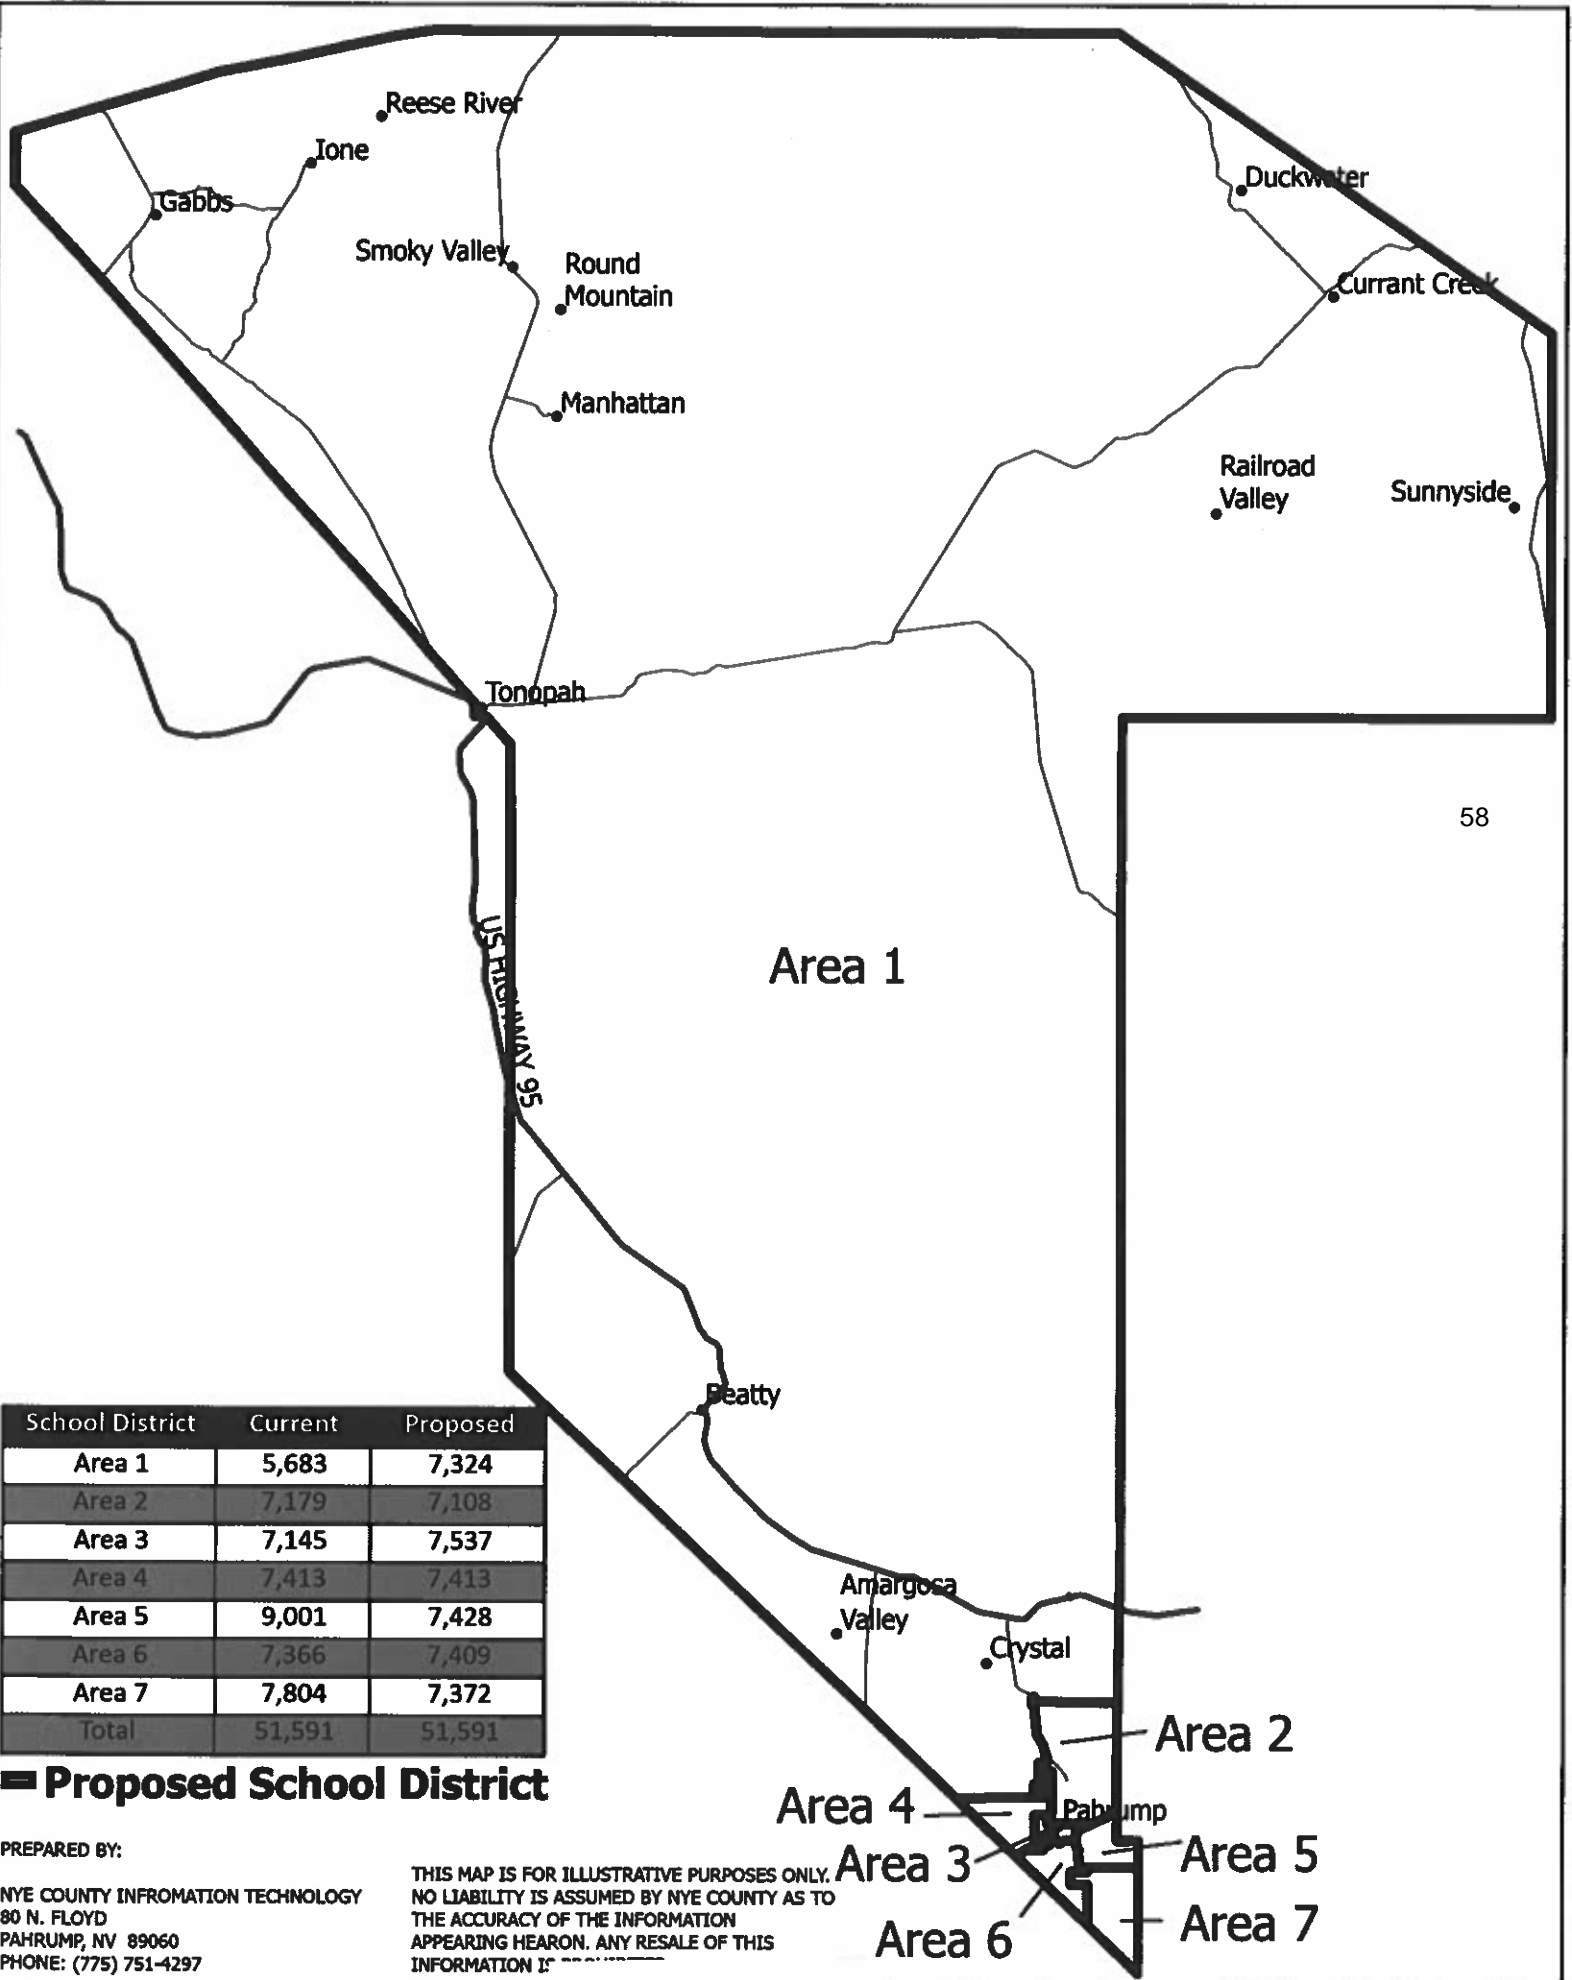 Reese River
Ione
Gabbs
Duckwater
Smoky Valley
Round
Mountain
Currant Creek
Manhattan
Railroad
Valley
Sunnyside
Tonopah
58
US HIGHWAY 95
Area 1
Beatty
School District Current Proposed
Area 1 5,683 7,324
Area 2 7,179 7,108
Area 3 7,145 7,537
Area 4 7,413 7,413
Area 5 9,001 7,428
Area 6 7,366 7,409
Area 7 7,804 7,372
Total 51,591 51,591
Amargosa
Valley
Crystal
Area 2
Proposed School District
Area 4
Pahrump
Area 3
Area 5
Area 6
Area 7
PREPARED BY:
NYE COUNTY INFROMATION TECHNOLOGY
80 N. FLOYD
PAHRUMP, NV 89060
PHONE: (775) 751-4297
THIS MAP IS FOR ILLUSTRATIVE PURPOSES ONLY.
NO LIABILITY IS ASSUMED BY NYE COUNTY AS TO
THE ACCURACY OF THE INFORMATION
APPEARING HEARON. ANY RESALE OF THIS
INFORMATION